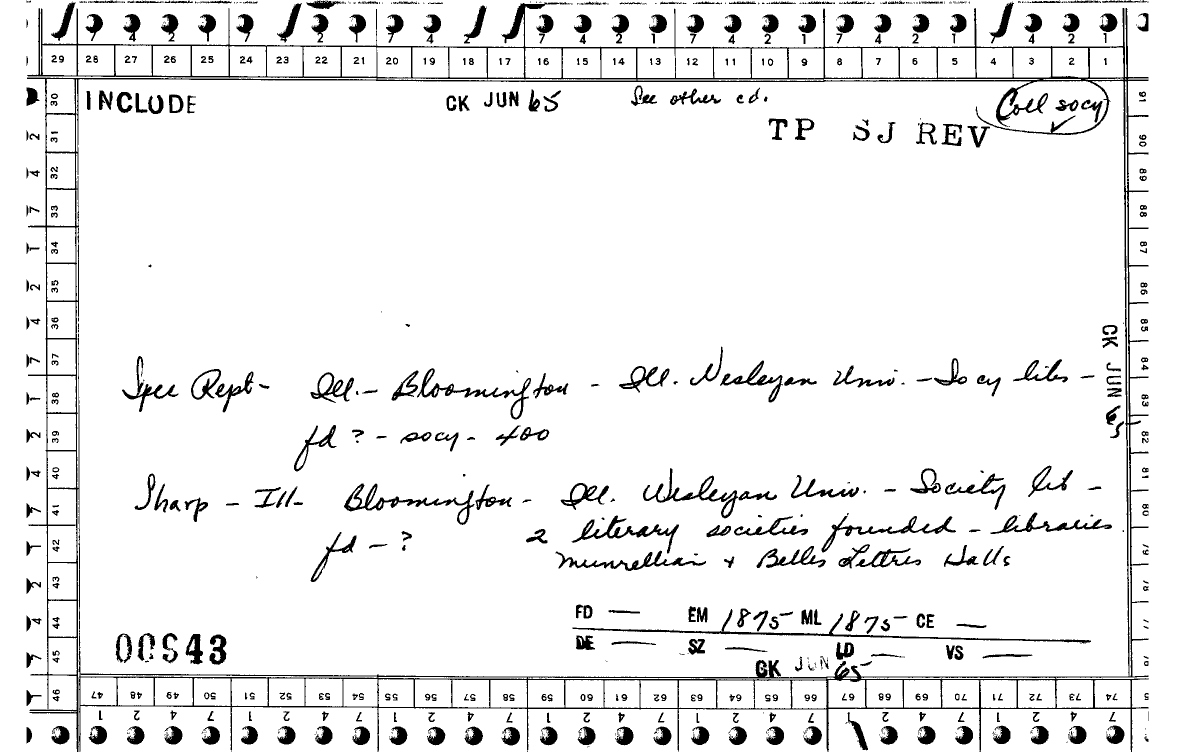 7 4 2 1 7 4 2 1 7 4 2 1 7 4 2 1 7 4 2 1 7 4 2 1 7 4 2 1
29 28 27 26 25 24 23 22 21 20 19 18 17 16 15 14 13 12 11 10 9 8 7 6 5 4 3 2 1
INCLUDE CK JUN 65 See other cd. Coll socy
TP SJ REV
30 31 32 33 34 35 36 37 38 39 40 41 42 43 44 45 46
91 90 89 88 87 86 85 84 83 82 81 80 79 78 77 76
CK JUN 65
Spec Rept - Ill. - Bloomington - Ill. Wesleyan Univ. - Socy libs -
fd ? - socy - 400
Sharp - Ill - Bloomington - Ill. Wesleyan Univ. - Society lib -
fd - ? 2 literary societies founded - libraries
Munsellian + Belles Lettres Halls
FD — EM 1875 ML 1875 CE —
DE — SZ — LD — VS —
00943
CK JUN 65
47 48 49 50 51 52 53 54 55 56 57 58 59 60 61 62 63 64 65 66 67 68 69 70 71 72 73 74
1 2 4 7 1 2 4 7 1 2 4 7 1 2 4 7 1 2 4 7 1 2 4 7 1 2 4 7